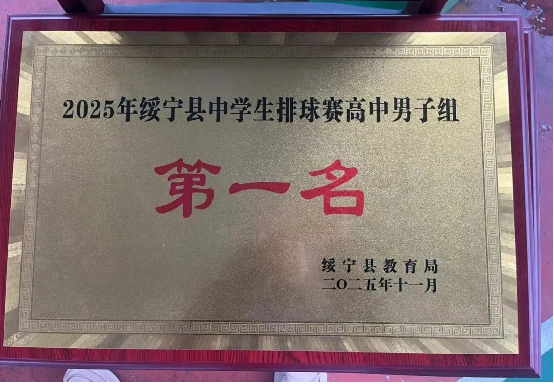 2025年绥宁县中学生排球赛高中男子组
第一名
绥宁县教育局
二〇二五年十一月